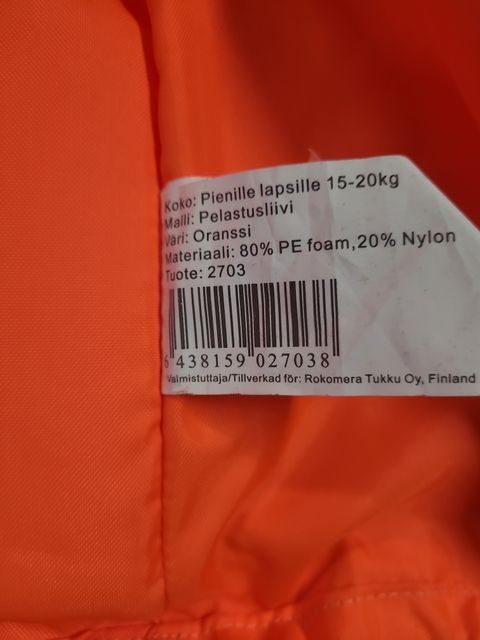 Koko: Pienille lapsille 15-20kg
Malli: Pelastusliivi
Väri: Oranssi
Materiaali: 80% PE foam,20% Nylon
Tuote: 2703
6 438159 027038
Valmistuttaja/Tillverkad för: Rokomera Tukku Oy, Finland